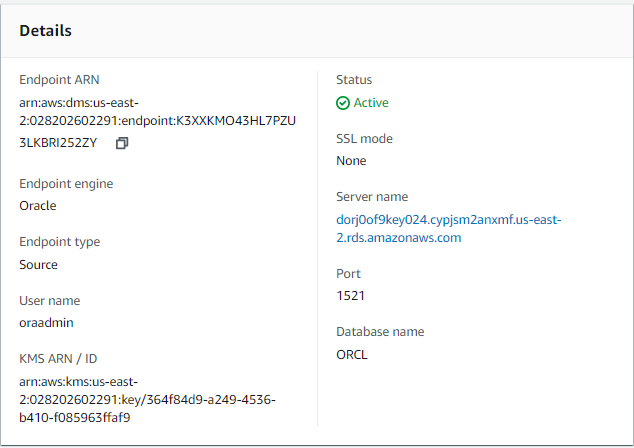 Details
Endpoint ARN
arn:aws:dms:us-east-
2:028202602291:endpoint:K3XXKMO43HL7PZU
3LKBRI252ZY
Endpoint engine
Oracle
Endpoint type
Source
User name
oraadmin
KMS ARN / ID
arn:aws:kms:us-east-
2:028202602291:key/364f84d9-a249-4536-
b410-f085963ffaf9
Status
Active
SSL mode
None
Server name
dorj0of9key024.cypjsm2anxmf.us-east-
2.rds.amazonaws.com
Port
1521
Database name
ORCL